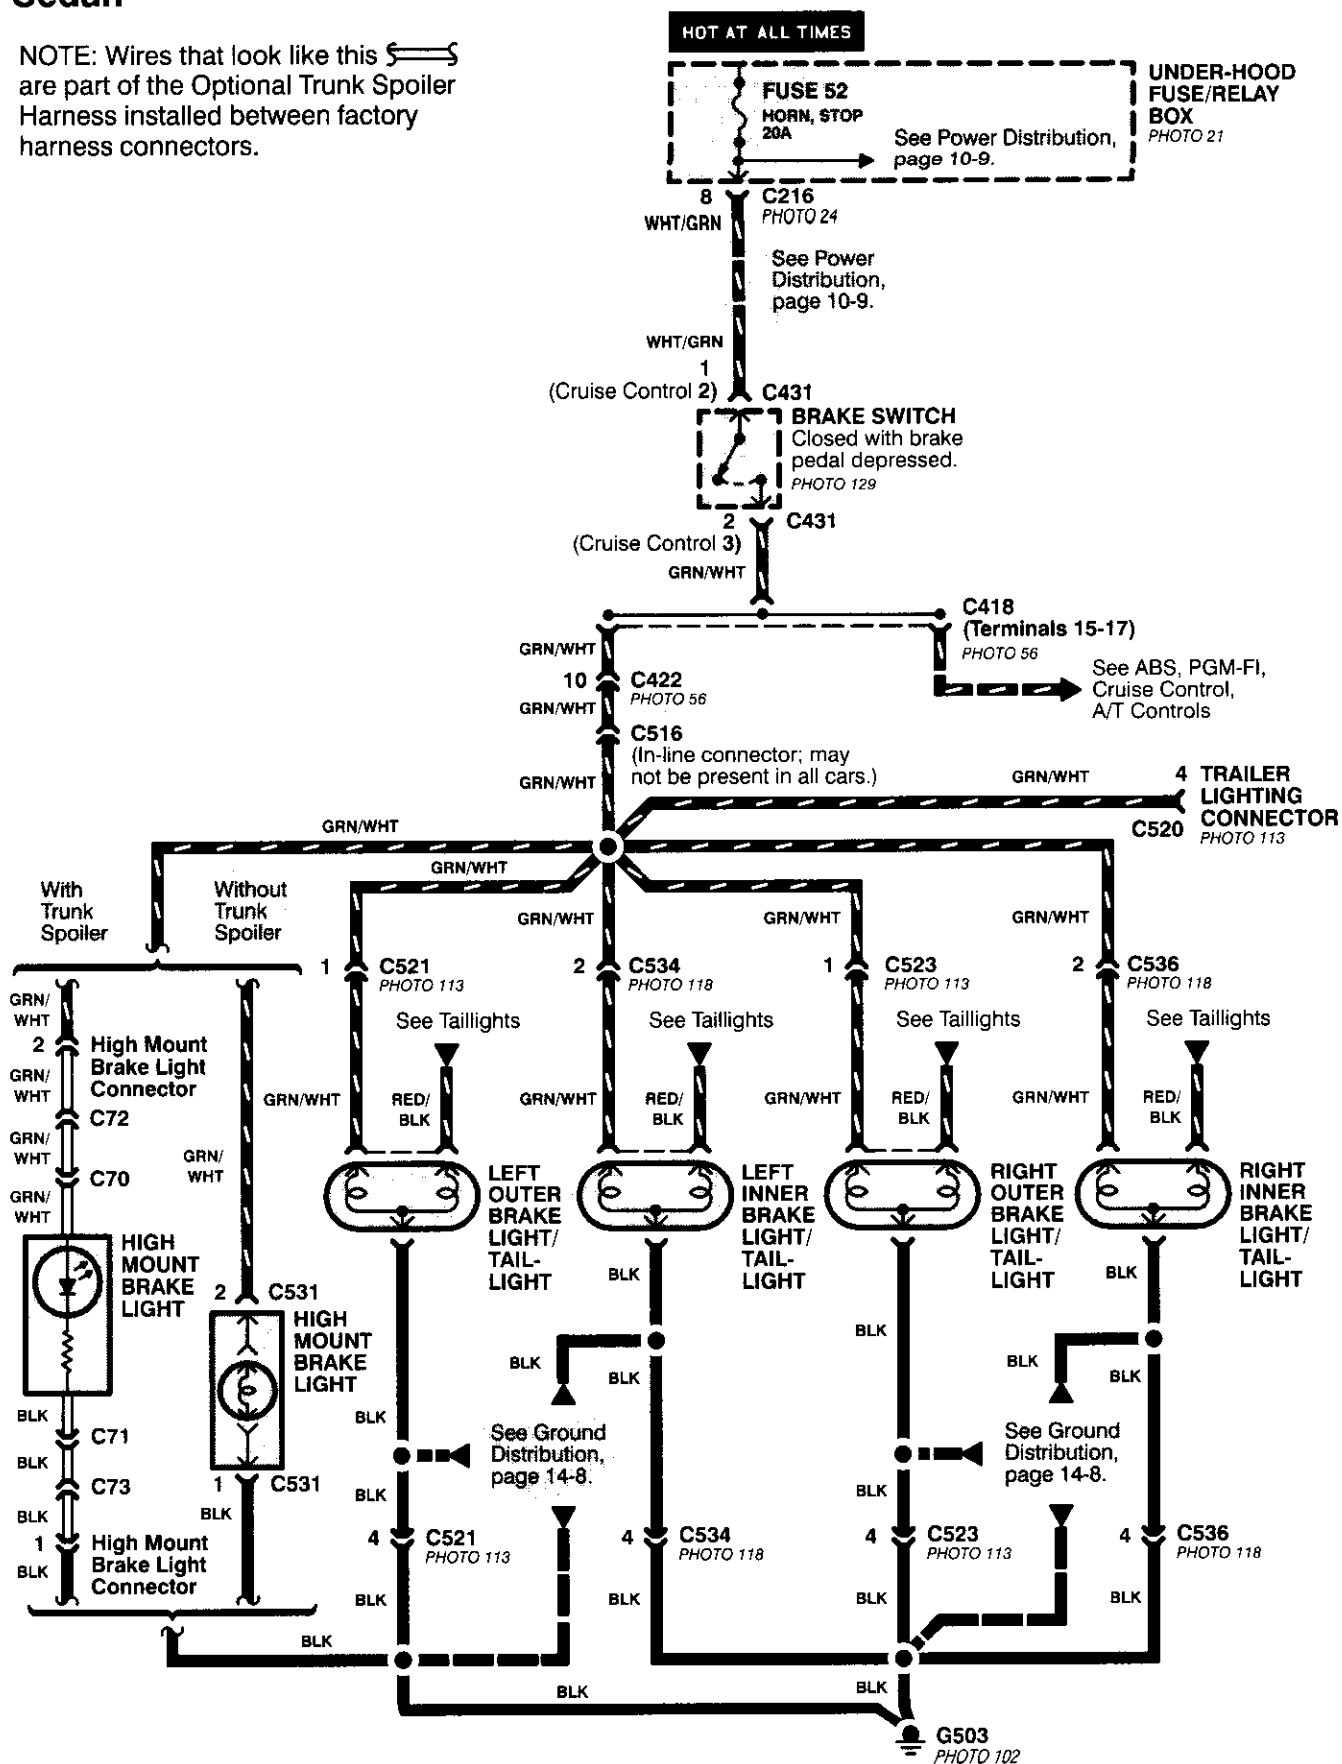 Sedan
NOTE: Wires that look like this
are part of the Optional Trunk Spoiler
Harness installed between factory
harness connectors.
HOT AT ALL TIMES
FUSE 52
HORN, STOP
20A
See Power Distribution,
page 10-9.
UNDER-HOOD
FUSE/RELAY
BOX
PHOTO 21
8
C216
PHOTO 24
WHT/GRN
See Power
Distribution,
page 10-9.
WHT/GRN
1
(Cruise Control 2)
C431
BRAKE SWITCH
Closed with brake
pedal depressed.
PHOTO 129
2
C431
(Cruise Control 3)
GRN/WHT
C418
(Terminals 15-17)
PHOTO 56
GRN/WHT
See ABS, PGM-FI,
Cruise Control,
A/T Controls
10
C422
PHOTO 56
GRN/WHT
C516
(In-line connector; may
not be present in all cars.)
GRN/WHT
GRN/WHT
4
TRAILER
LIGHTING
CONNECTOR
PHOTO 113
C520
GRN/WHT
GRN/WHT
With
Trunk
Spoiler
Without
Trunk
Spoiler
GRN/WHT
GRN/WHT
GRN/WHT
1
C521
PHOTO 113
2
C534
PHOTO 118
1
C523
PHOTO 113
2
C536
PHOTO 118
See Taillights
See Taillights
See Taillights
See Taillights
GRN/
WHT
2
High Mount
Brake Light
Connector
GRN/
WHT
C72
GRN/
WHT
C70
GRN/
WHT
GRN/
WHT
GRN/WHT
RED/
BLK
GRN/WHT
RED/
BLK
GRN/WHT
RED/
BLK
GRN/WHT
RED/
BLK
LEFT
OUTER
BRAKE
LIGHT/
TAIL-
LIGHT
LEFT
INNER
BRAKE
LIGHT/
TAIL-
LIGHT
RIGHT
OUTER
BRAKE
LIGHT/
TAIL-
LIGHT
RIGHT
INNER
BRAKE
LIGHT/
TAIL-
LIGHT
HIGH
MOUNT
BRAKE
LIGHT
2
C531
HIGH
MOUNT
BRAKE
LIGHT
BLK
BLK
BLK
BLK
BLK
BLK
BLK
BLK
C71
BLK
C73
BLK
1
High Mount
Brake Light
Connector
BLK
1
C531
BLK
BLK
See Ground
Distribution,
page 14-8.
See Ground
Distribution,
page 14-8.
BLK
BLK
4
C521
PHOTO 113
4
C534
PHOTO 118
4
C523
PHOTO 113
4
C536
PHOTO 118
BLK
BLK
BLK
BLK
BLK
BLK
BLK
G503
PHOTO 102